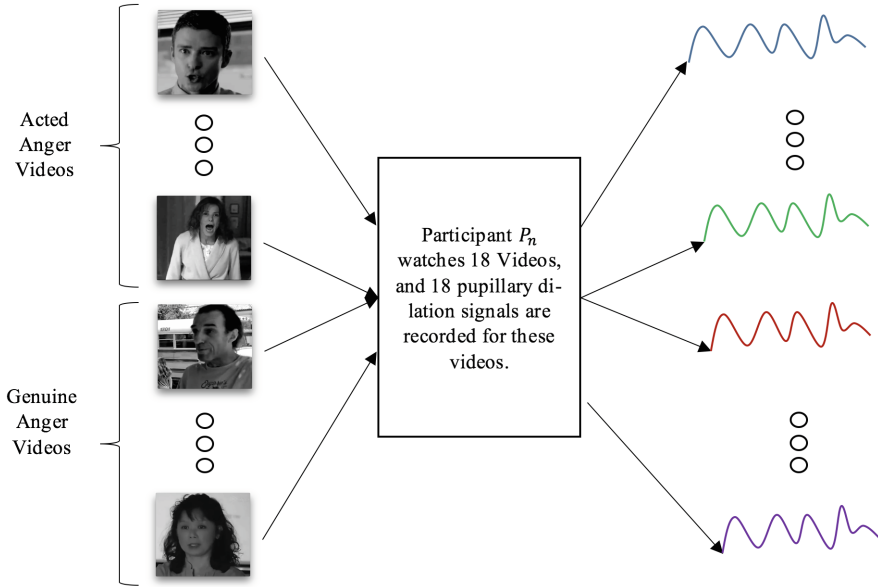 Acted
Anger
Videos
Genuine
Anger
Videos
Participant Pₙ
watches 18 Videos,
and 18 pupillary di-
lation signals are
recorded for these
videos.